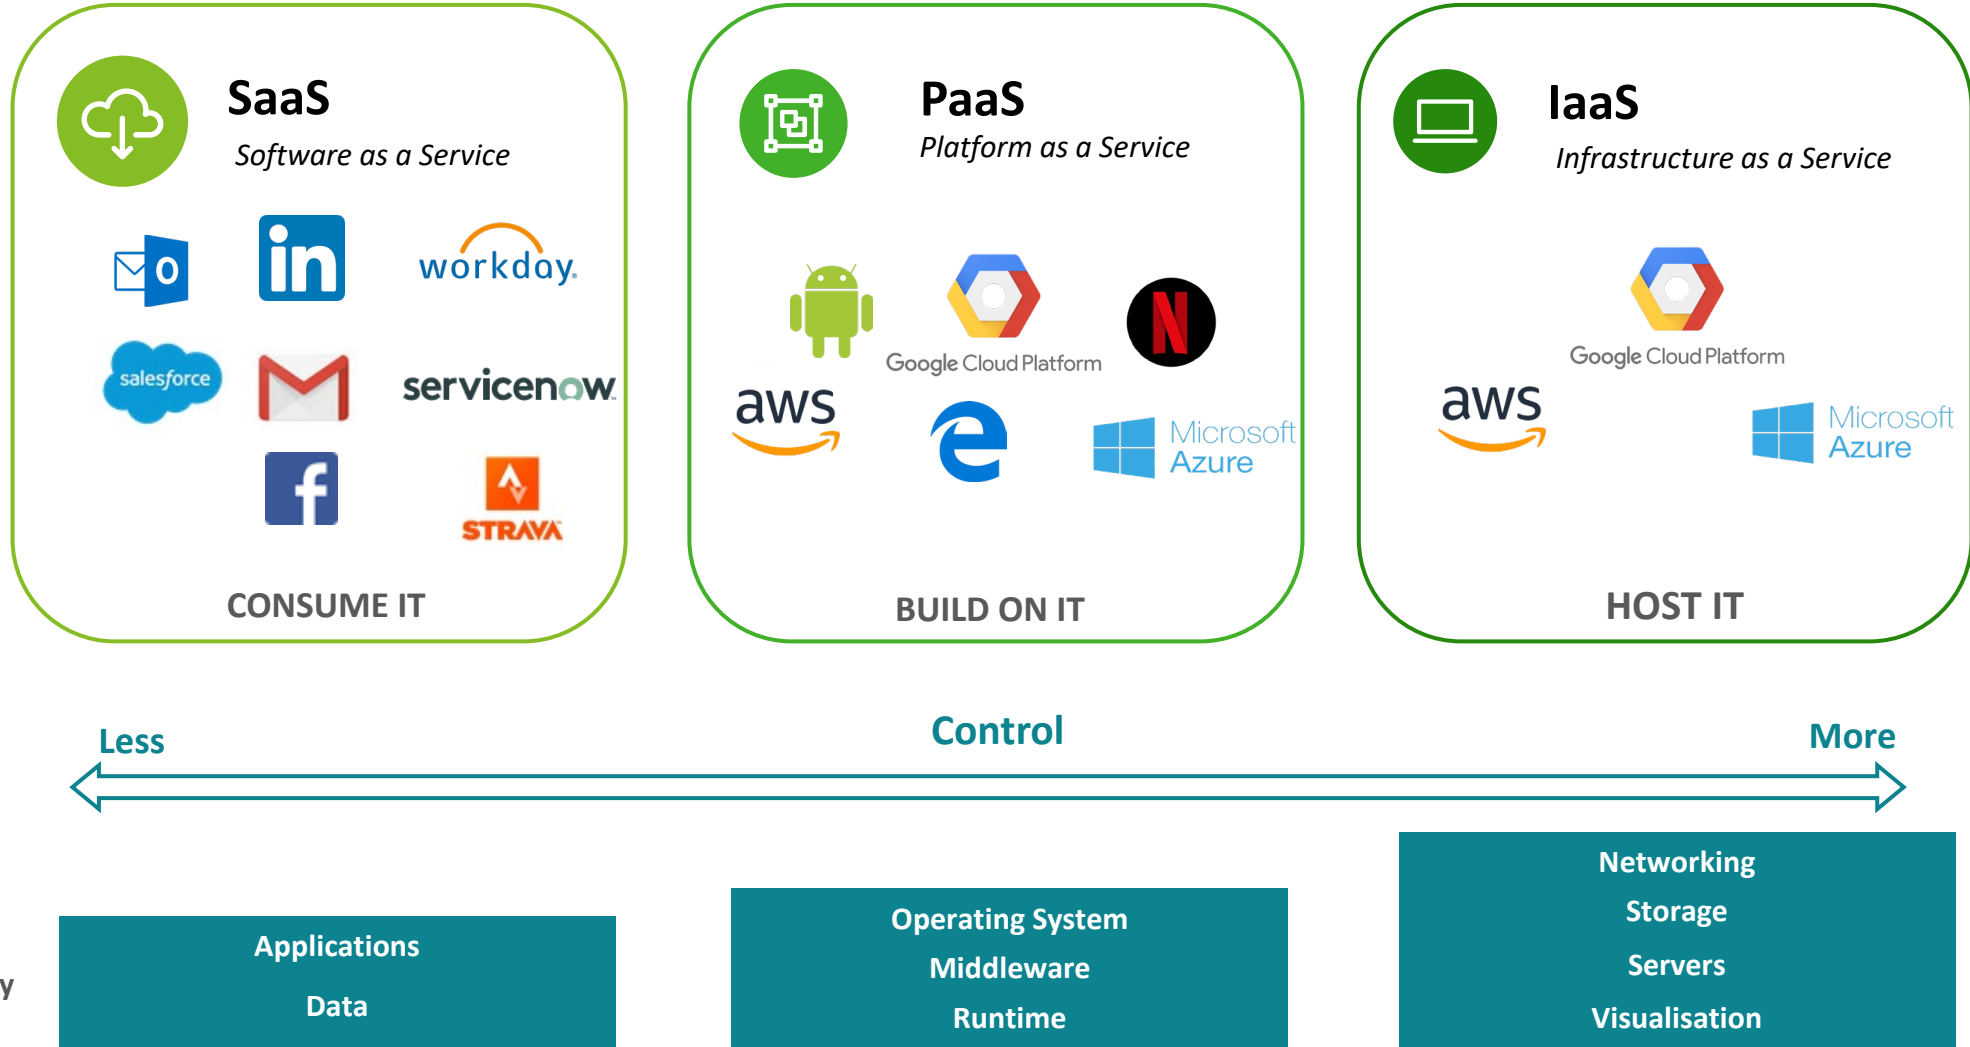 SaaS
Software as a Service
in
workday.
O
salesforce
servicenow
f
STRAVA
CONSUME IT
PaaS
Platform as a Service
Google Cloud Platform
N
aws
e
Microsoft
Azure
BUILD ON IT
IaaS
Infrastructure as a Service
Google Cloud Platform
aws
Microsoft
Azure
HOST IT
Less
Control
More
Applications
Data
Operating System
Middleware
Runtime
Networking
Storage
Servers
Visualisation